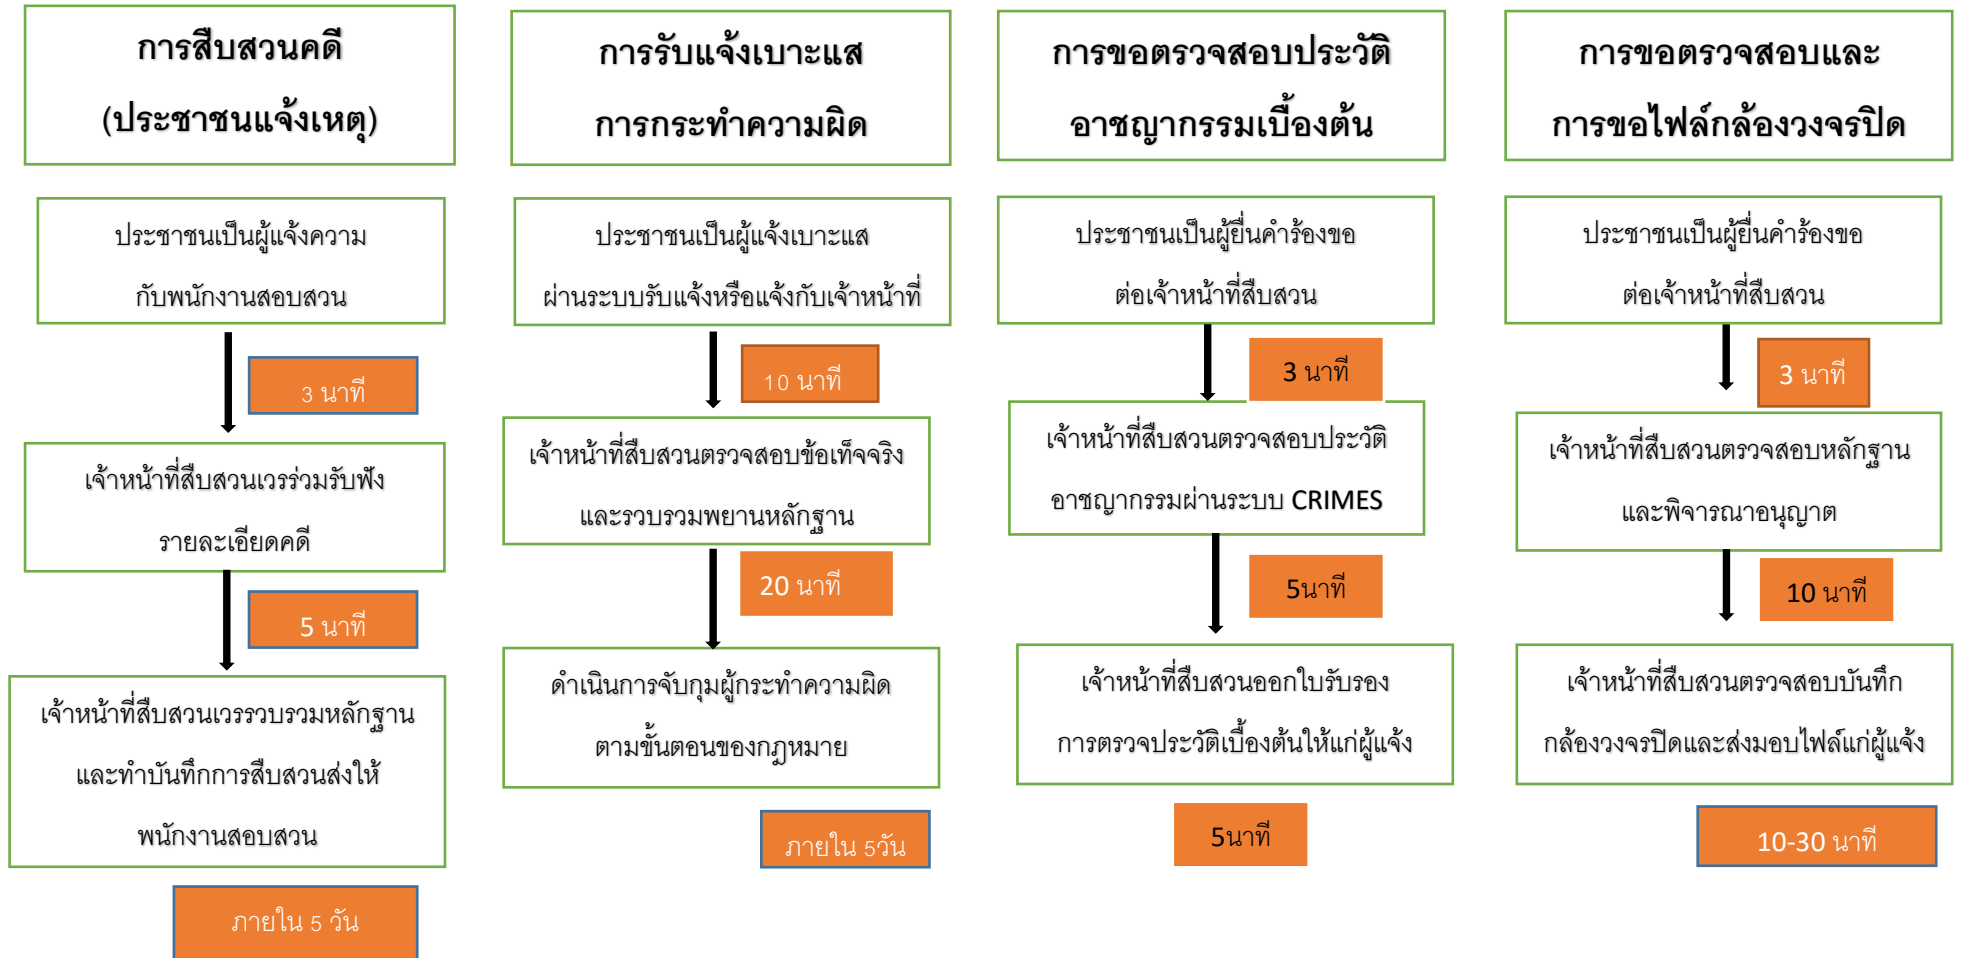 การสืบสวนคดี
(ประชาชนแจ้งเหตุ)
ประชาชนเป็นผู้แจ้งความ
กับพนักงานสอบสวน
3 นาที
เจ้าหน้าที่สืบสวนเวรร่วมรับฟัง
รายละเอียดคดี
5 นาที
เจ้าหน้าที่สืบสวนเวรรวบรวมหลักฐาน
และทำบันทึกการสืบสวนส่งให้
พนักงานสอบสวน
ภายใน 5 วัน
การรับแจ้งเบาะแส
การกระทำความผิด
ประชาชนเป็นผู้แจ้งเบาะแส
ผ่านระบบรับแจ้งหรือแจ้งกับเจ้าหน้าที่
10 นาที
เจ้าหน้าที่สืบสวนตรวจสอบข้อเท็จจริง
และรวบรวมพยานหลักฐาน
20 นาที
ดำเนินการจับกุมผู้กระทำความผิด
ตามขั้นตอนของกฎหมาย
ภายใน 5วัน
การขอตรวจสอบประวัติ
อาชญากรรมเบื้องต้น
ประชาชนเป็นผู้ยื่นคำร้องขอ
ต่อเจ้าหน้าที่สืบสวน
3 นาที
เจ้าหน้าที่สืบสวนตรวจสอบประวัติ
อาชญากรรมผ่านระบบ CRIMES
5นาที
เจ้าหน้าที่สืบสวนออกใบรับรอง
การตรวจประวัติเบื้องต้นให้แก่ผู้แจ้ง
5นาที
การขอตรวจสอบและ
การขอไฟล์กล้องวงจรปิด
ประชาชนเป็นผู้ยื่นคำร้องขอ
ต่อเจ้าหน้าที่สืบสวน
3 นาที
เจ้าหน้าที่สืบสวนตรวจสอบหลักฐาน
และพิจารณาอนุญาต
10 นาที
เจ้าหน้าที่สืบสวนตรวจสอบบันทึก
กล้องวงจรปิดและส่งมอบไฟล์แก่ผู้แจ้ง
10-30 นาที